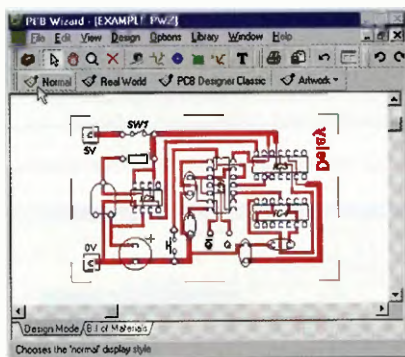 PCB Wizard - [EXAMPLE.PWZ]
File Edit View Design Options Library Window Help
T
Normal Real World PCB Designer Classic Artwork
SW1
5V
Delay
0V
Design Mode Bill of Materials
Chooses the 'normal' display style